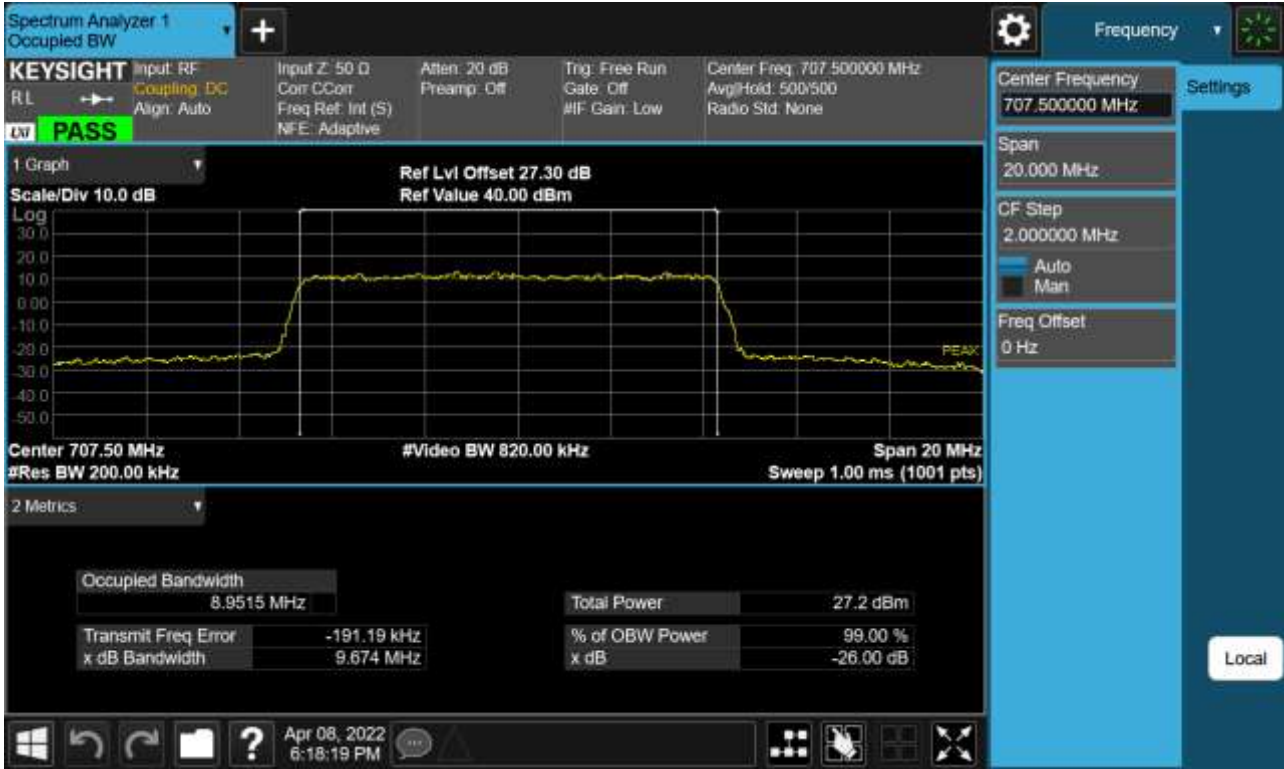 Spectrum Analyzer 1
Occupied BW
+
Frequency
KEYSIGHT
RL
LXI
PASS
Input: RF
Coupling: DC
Align: Auto
Input Z: 50 Ω
Corr CCorr
Freq Ref: Int (S)
NFE: Adaptive
Atten: 20 dB
Preamp: Off
Trig: Free Run
Gate: Off
#IF Gain: Low
Center Freq: 707.500000 MHz
Avg|Hold: 500/500
Radio Std: None
1 Graph
Scale/Div 10.0 dB
Ref Lvl Offset 27.30 dB
Ref Value 40.00 dBm
Log
30.0
20.0
10.0
0.00
-10.0
-20.0
-30.0
-40.0
-50.0
PEAK
Center 707.50 MHz
#Res BW 200.00 kHz
#Video BW 820.00 kHz
Span 20 MHz
Sweep 1.00 ms (1001 pts)
2 Metrics
Occupied Bandwidth
8.9515 MHz
Transmit Freq Error -191.19 kHz
x dB Bandwidth 9.674 MHz
Total Power 27.2 dBm
% of OBW Power 99.00 %
x dB -26.00 dB
Center Frequency
707.500000 MHz
Settings
Span
20.000 MHz
CF Step
2.000000 MHz
Auto
Man
Freq Offset
0 Hz
Local
?
Apr 08, 2022
6:18:19 PM